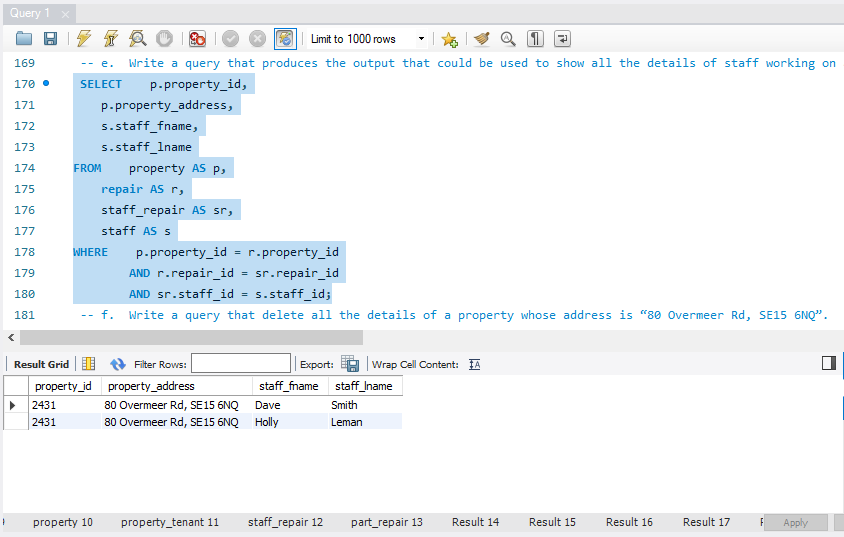 Query 1
Limit to 1000 rows
169 -- e. Write a query that produces the output that could be used to show all the details of staff working on
170 SELECT p.property_id,
171 p.property_address,
172 s.staff_fname,
173 s.staff_lname
174 FROM property AS p,
175 repair AS r,
176 staff_repair AS sr,
177 staff AS s
178 WHERE p.property_id = r.property_id
179 AND r.repair_id = sr.repair_id
180 AND sr.staff_id = s.staff_id;
181 -- f. Write a query that delete all the details of a property whose address is “80 Overmeer Rd, SE15 6NQ”.
Result Grid Filter Rows: Export: Wrap Cell Content:
property_id property_address staff_fname staff_lname
2431 80 Overmeer Rd, SE15 6NQ Dave Smith
2431 80 Overmeer Rd, SE15 6NQ Holly Leman
property 10 property_tenant 11 staff_repair 12 part_repair 13 Result 14 Result 15 Result 16 Result 17 Apply